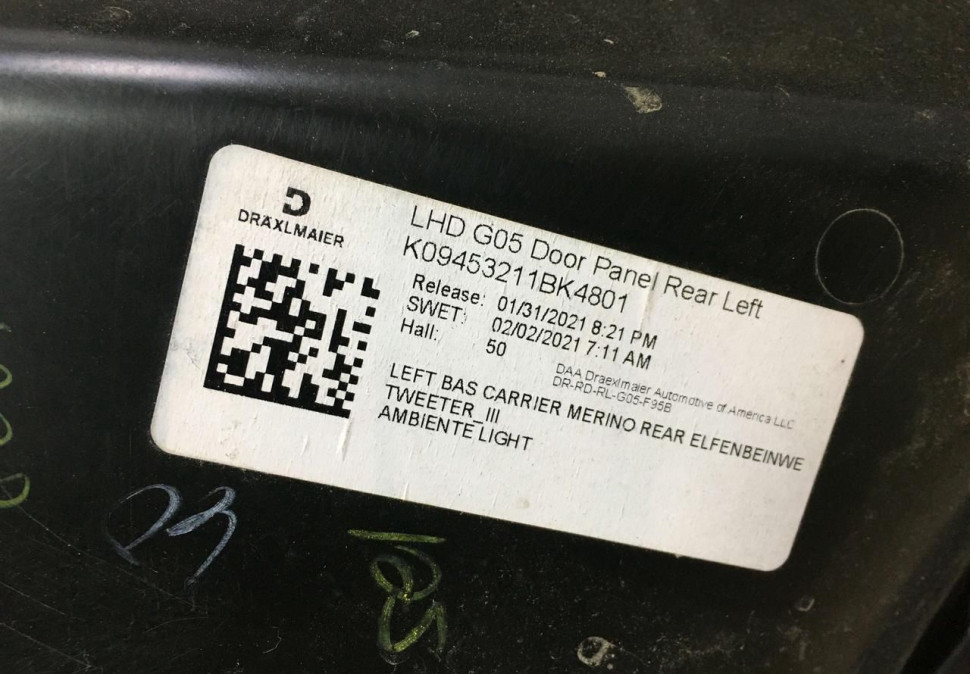 DRÄXLMAIER
LHD G05 Door Panel Rear Left
K09453211BK4801
Release: 01/31/2021 8:21 PM
SWET: 02/02/2021 7:11 AM
Hall: 50
DAA Draexlmaier Automotive of America LLC
DR-RD-RL-G05-F95B
LEFT BAS CARRIER MERINO REAR ELFENBEINWE
TWEETER_III
AMBIENTE LIGHT